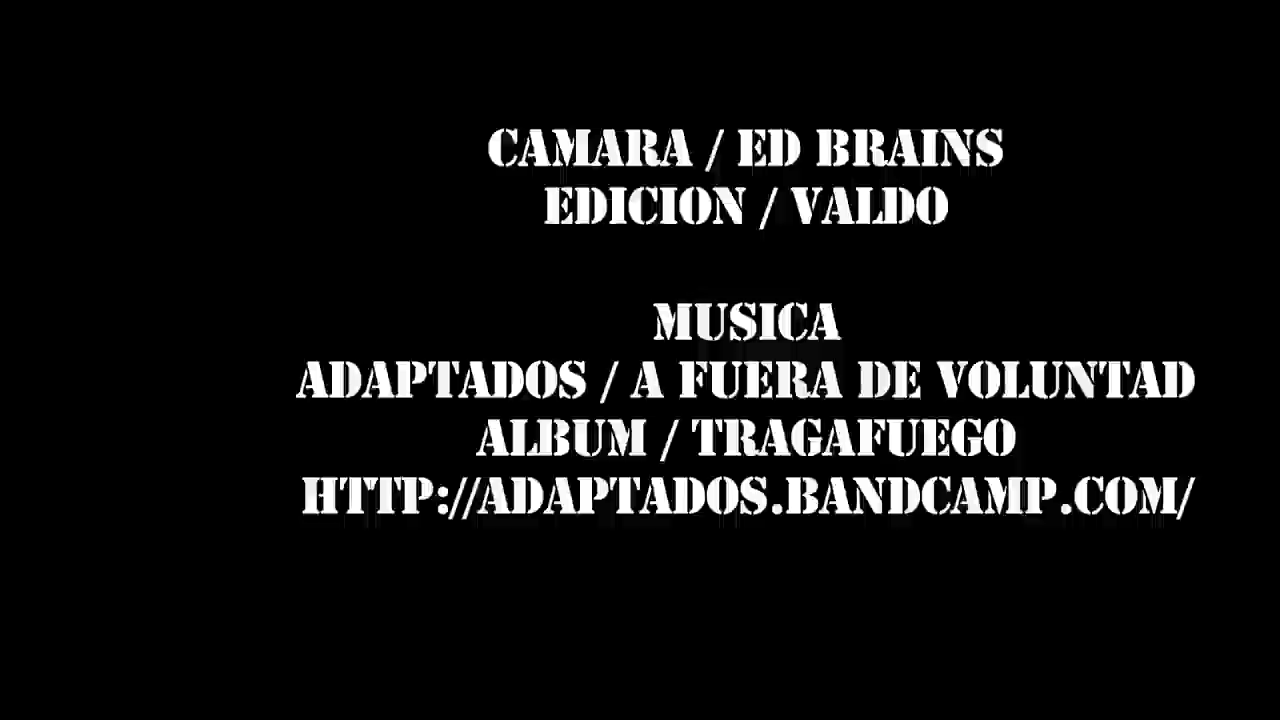 CAMARA / ED BRAINS
EDICION / VALDO
MUSICA
ADAPTADOS / A FUERA DE VOLUNTAD
ALBUM / TRAGAFUEGO
HTTP://ADAPTADOS.BANDCAMP.COM/